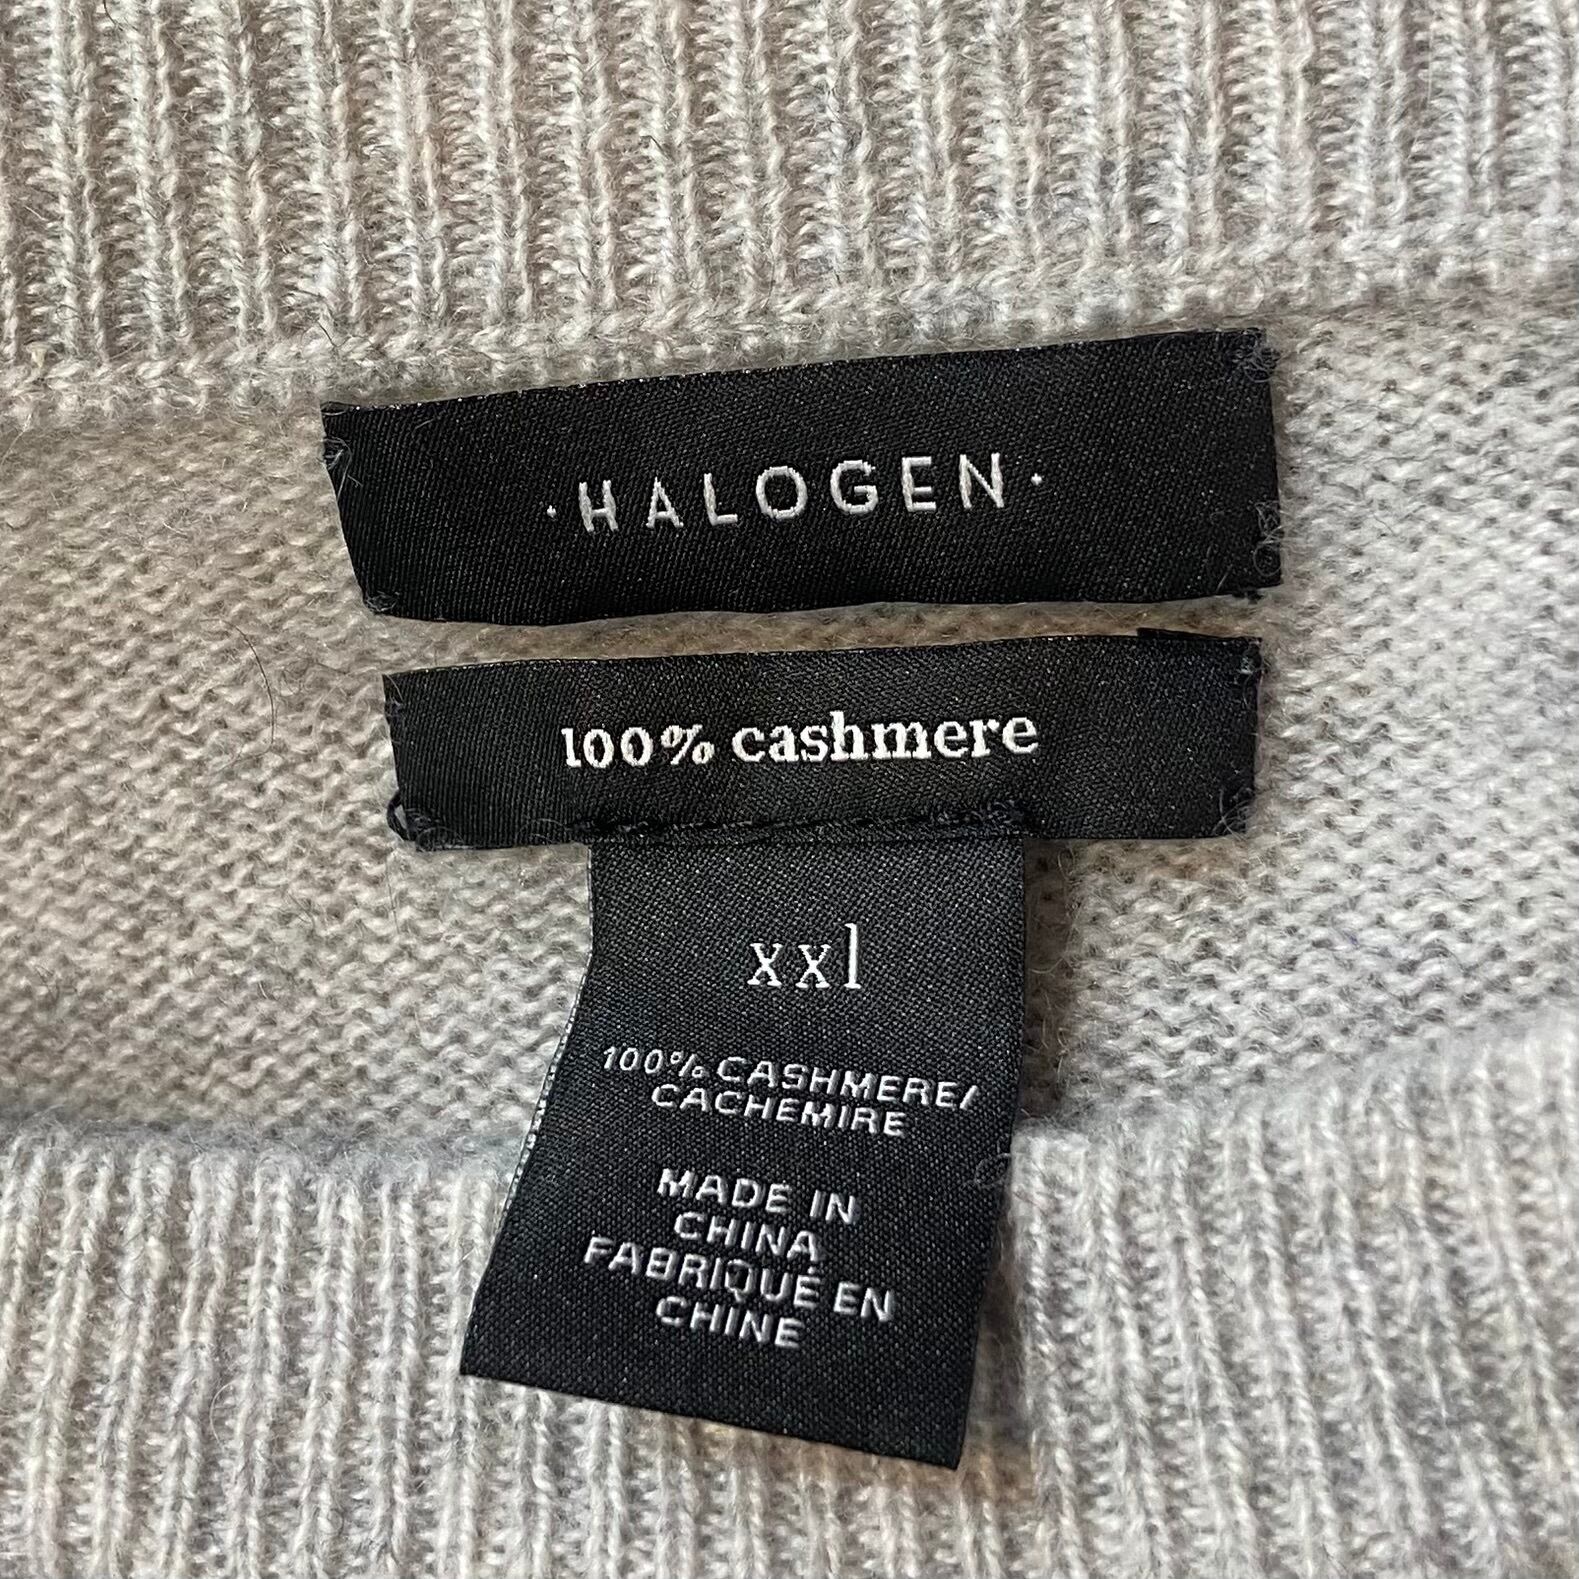 ·HALOGEN·
100% cashmere
xxl
100% CASHMERE/
CACHEMIRE
MADE IN
CHINA
FABRIQUÉ EN
CHINE